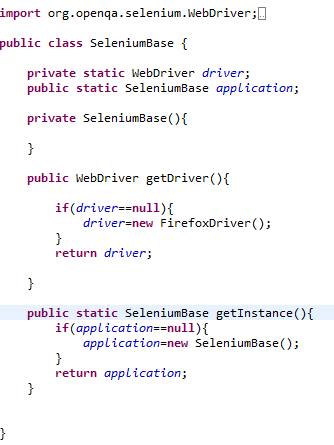 import org.openqa.selenium.WebDriver;
public class SeleniumBase {
private static WebDriver driver;
public static SeleniumBase application;
private SeleniumBase(){
}
public WebDriver getDriver(){
if(driver==null){
driver=new FirefoxDriver();
}
return driver;
}
public static SeleniumBase getInstance(){
if(application==null){
application=new SeleniumBase();
}
return application;
}
}